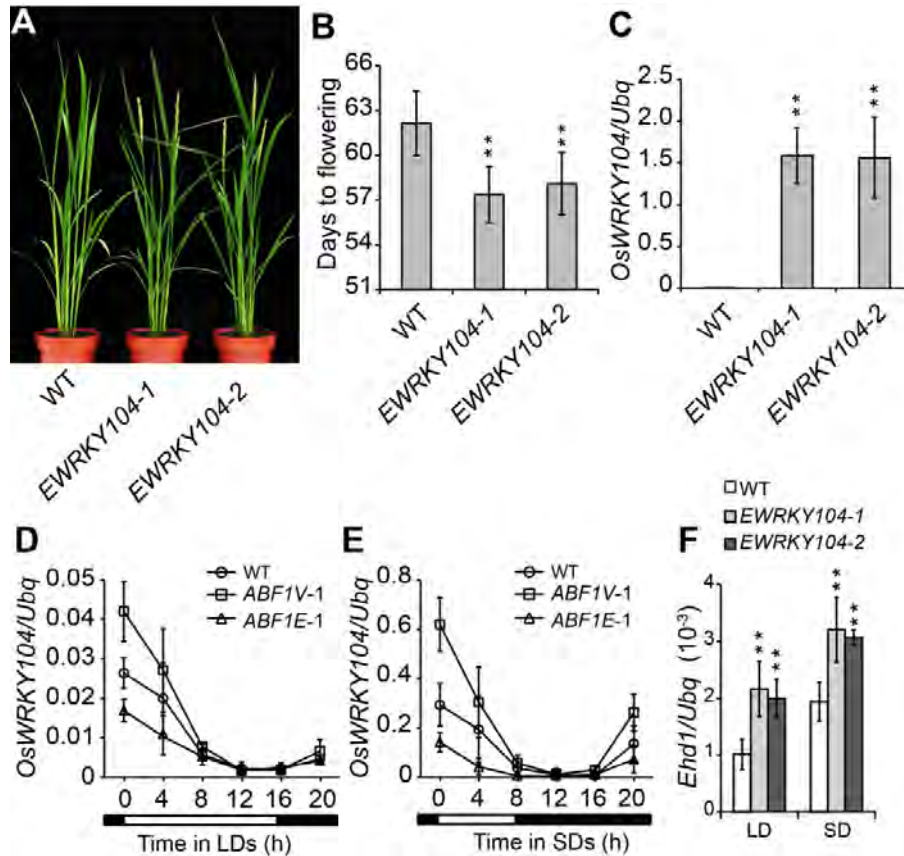 A
WT
EWRKY104-1
EWRKY104-2
B
Days to flowering
66
63
60
57
54
51
**
**
WT
EWRKY104-1
EWRKY104-2
C
OsWRKY104/Ubq
2.5
2.0
1.5
1.0
0.5
0
**
**
WT
EWRKY104-1
EWRKY104-2
D
OsWRKY104/Ubq
0.05
0.04
0.03
0.02
0.01
0
WT
ABF1V-1
ABF1E-1
0 4 8 12 16 20
Time in LDs (h)
E
OsWRKY104/Ubq
0.8
0.6
0.4
0.2
0
WT
ABF1V-1
ABF1E-1
0 4 8 12 16 20
Time in SDs (h)
WT
EWRKY104-1
EWRKY104-2
F
Ehd1/Ubq (10⁻³)
4
3
2
1
0
**
**
**
**
LD SD